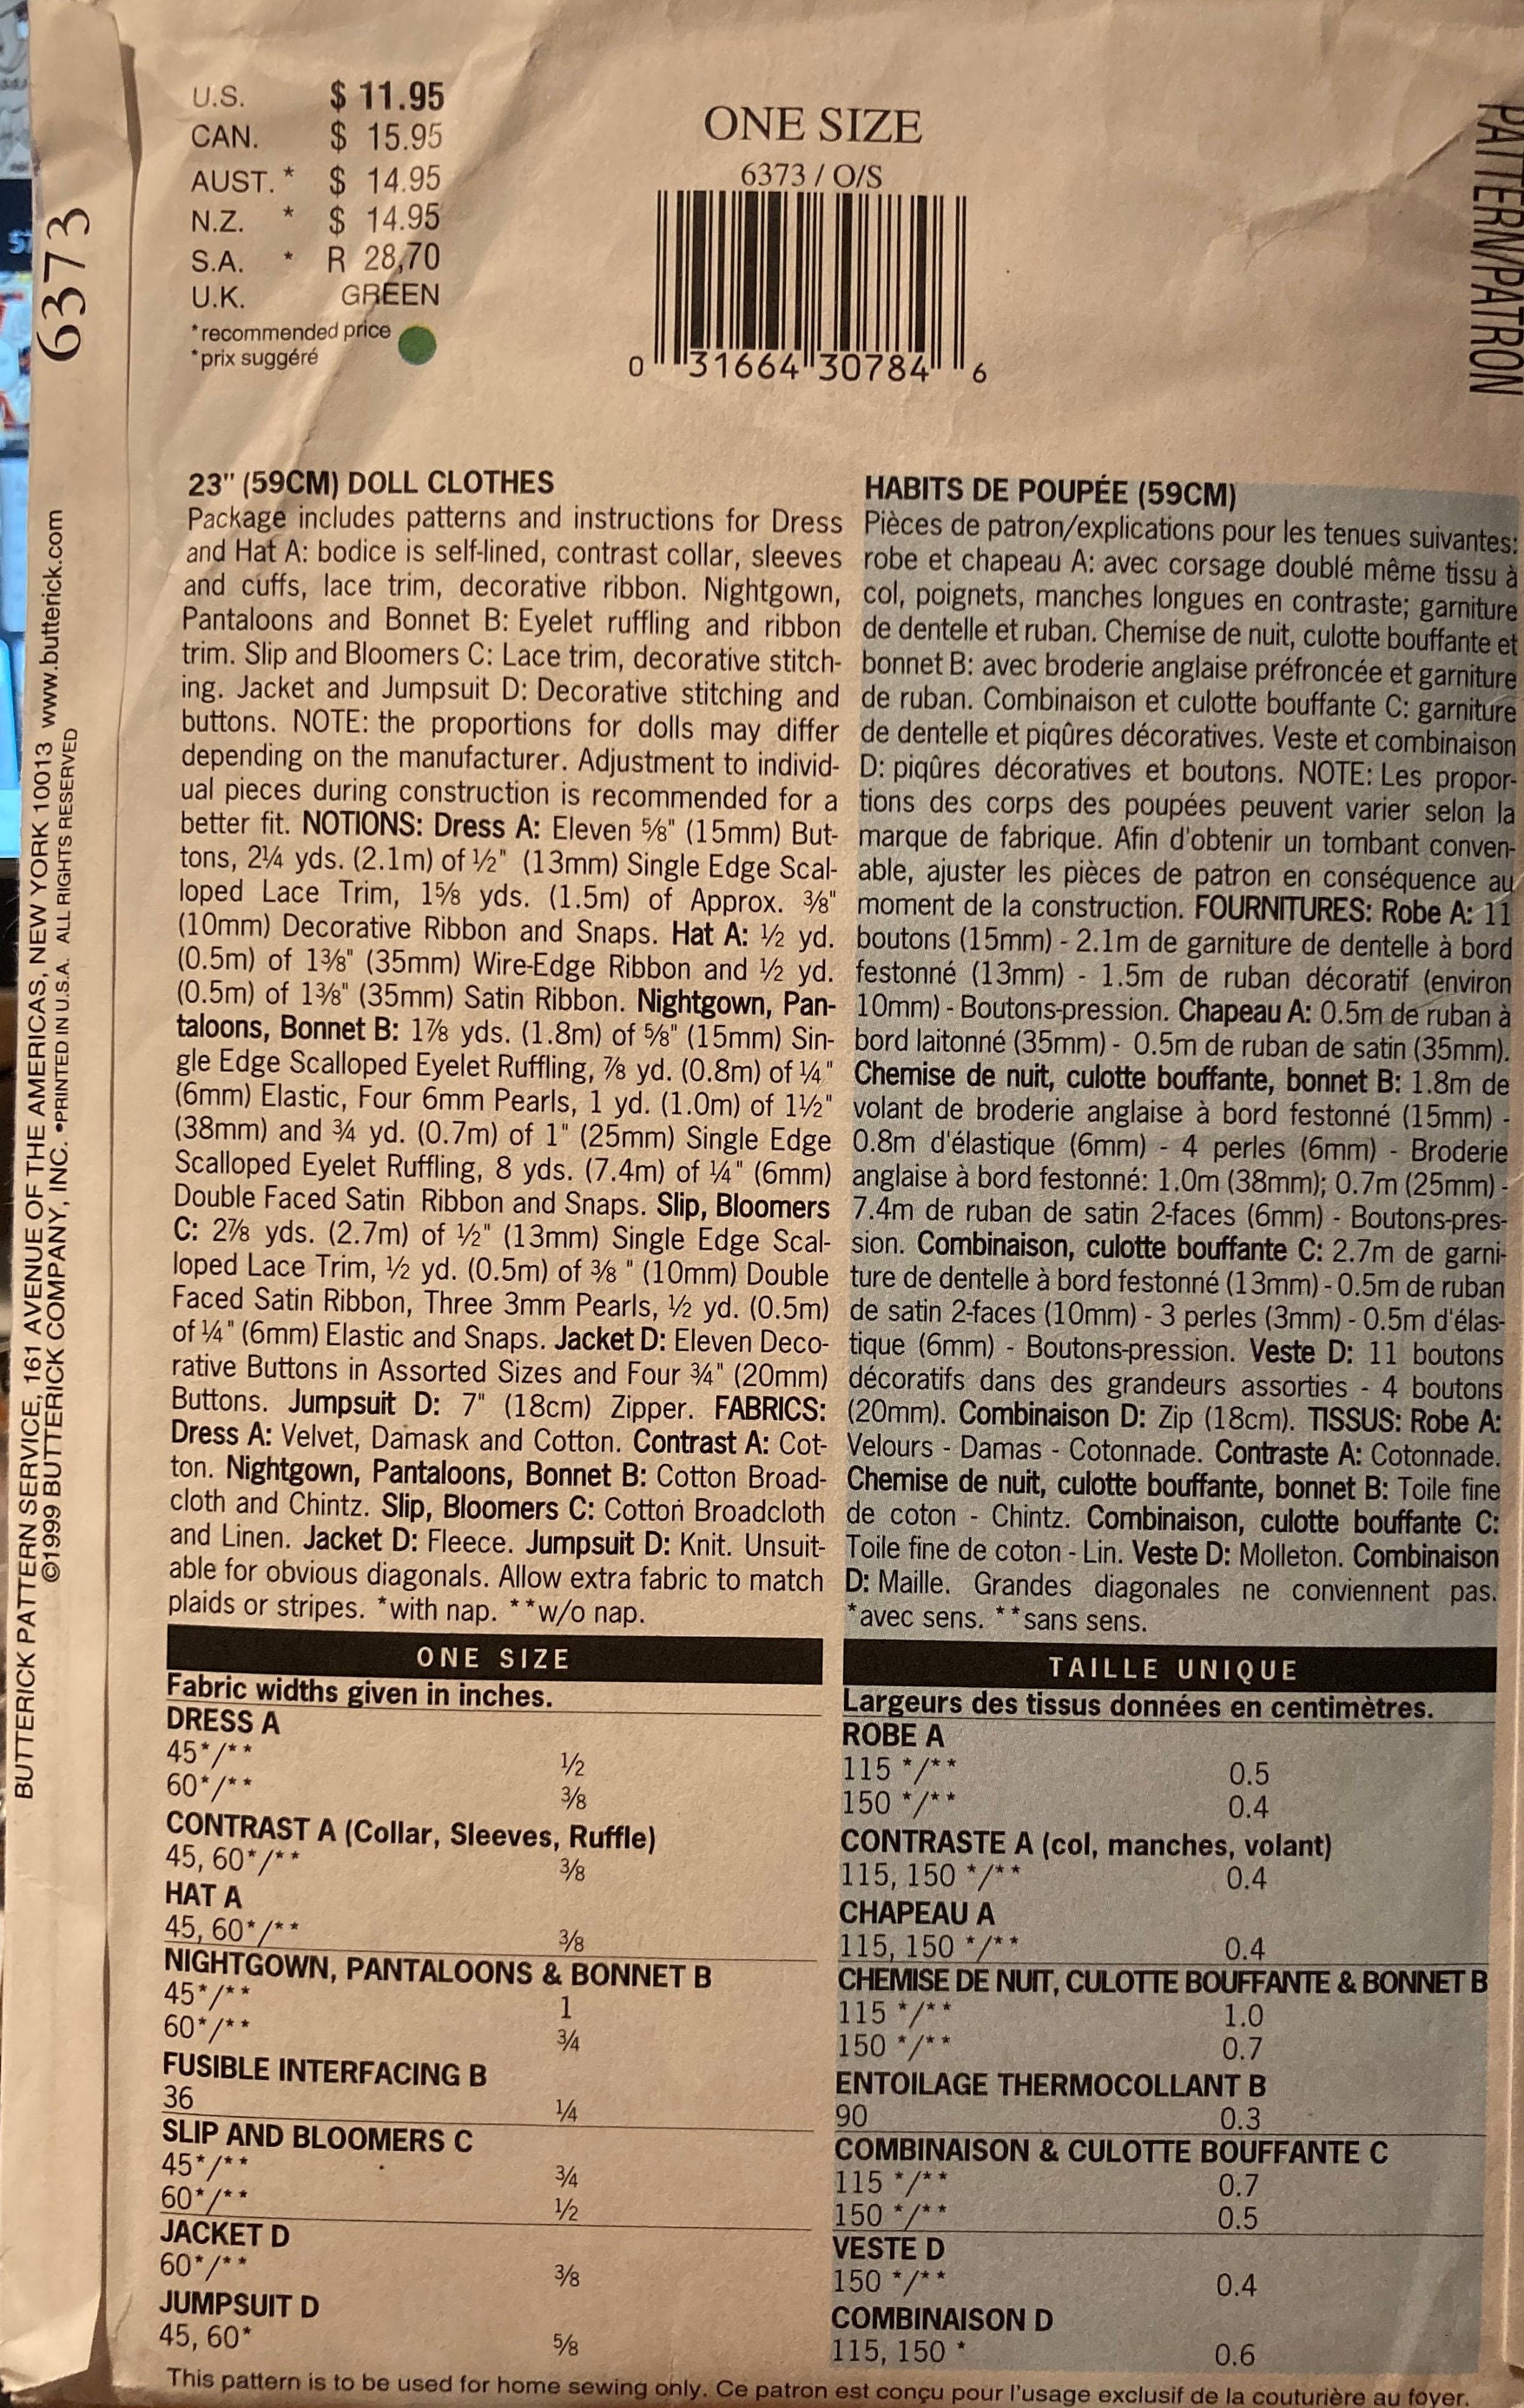 U.S. $ 11.95
CAN. $ 15.95
AUST. * $ 14.95
N.Z. * $ 14.95
S.A. * R 28,70
U.K. GREEN
*recommended price
*prix suggéré
ONE SIZE
6373 / O/S
0 31664 30784 6
PATTERN/PATRON
6373
BUTTERICK PATTERN SERVICE, 161 AVENUE OF THE AMERICAS, NEW YORK 10013 www.butterick.com
©1999 BUTTERICK COMPANY, INC. •PRINTED IN U.S.A. ALL RIGHTS RESERVED
23" (59CM) DOLL CLOTHES
Package includes patterns and instructions for Dress
and Hat A: bodice is self-lined, contrast collar, sleeves
and cuffs, lace trim, decorative ribbon. Nightgown,
Pantaloons and Bonnet B: Eyelet ruffling and ribbon
trim. Slip and Bloomers C: Lace trim, decorative stitch-
ing. Jacket and Jumpsuit D: Decorative stitching and
buttons. NOTE: the proportions for dolls may differ
depending on the manufacturer. Adjustment to individ-
ual pieces during construction is recommended for a
better fit. NOTIONS: Dress A: Eleven ⅝" (15mm) But-
tons, 2¼ yds. (2.1m) of ½" (13mm) Single Edge Scal-
loped Lace Trim, 1⅝ yds. (1.5m) of Approx. ⅜"
(10mm) Decorative Ribbon and Snaps. Hat A: ½ yd.
(0.5m) of 1⅜" (35mm) Wire-Edge Ribbon and ½ yd.
(0.5m) of 1⅜" (35mm) Satin Ribbon. Nightgown, Pan-
taloons, Bonnet B: 1⅞ yds. (1.8m) of ⅝" (15mm) Sin-
gle Edge Scalloped Eyelet Ruffling, ⅞ yd. (0.8m) of ¼"
(6mm) Elastic, Four 6mm Pearls, 1 yd. (1.0m) of 1½"
(38mm) and ¾ yd. (0.7m) of 1" (25mm) Single Edge
Scalloped Eyelet Ruffling, 8 yds. (7.4m) of ¼" (6mm)
Double Faced Satin Ribbon and Snaps. Slip, Bloomers
C: 2⅞ yds. (2.7m) of ½" (13mm) Single Edge Scal-
loped Lace Trim, ½ yd. (0.5m) of ⅜ " (10mm) Double
Faced Satin Ribbon, Three 3mm Pearls, ½ yd. (0.5m)
of ¼" (6mm) Elastic and Snaps. Jacket D: Eleven Deco-
rative Buttons in Assorted Sizes and Four ¾" (20mm)
Buttons. Jumpsuit D: 7" (18cm) Zipper. FABRICS:
Dress A: Velvet, Damask and Cotton. Contrast A: Cot-
ton. Nightgown, Pantaloons, Bonnet B: Cotton Broad-
cloth and Chintz. Slip, Bloomers C: Cotton Broadcloth
and Linen. Jacket D: Fleece. Jumpsuit D: Knit. Unsuit-
able for obvious diagonals. Allow extra fabric to match
plaids or stripes. *with nap. **w/o nap.
HABITS DE POUPÉE (59CM)
Pièces de patron/explications pour les tenues suivantes:
robe et chapeau A: avec corsage doublé même tissu à
col, poignets, manches longues en contraste; garniture
de dentelle et ruban. Chemise de nuit, culotte bouffante et
bonnet B: avec broderie anglaise préfroncée et garniture
de ruban. Combinaison et culotte bouffante C: garniture
de dentelle et piqûres décoratives. Veste et combinaison
D: piqûres décoratives et boutons. NOTE: Les propor-
tions des corps des poupées peuvent varier selon la
marque de fabrique. Afin d'obtenir un tombant conven-
able, ajuster les pièces de patron en conséquence au
moment de la construction. FOURNITURES: Robe A: 11
boutons (15mm) - 2.1m de garniture de dentelle à bord
festonné (13mm) - 1.5m de ruban décoratif (environ
10mm) - Boutons-pression. Chapeau A: 0.5m de ruban à
bord laitonné (35mm) - 0.5m de ruban de satin (35mm).
Chemise de nuit, culotte bouffante, bonnet B: 1.8m de
volant de broderie anglaise à bord festonné (15mm) -
0.8m d'élastique (6mm) - 4 perles (6mm) - Broderie
anglaise à bord festonné: 1.0m (38mm); 0.7m (25mm) -
7.4m de ruban de satin 2-faces (6mm) - Boutons-pres-
sion. Combinaison, culotte bouffante C: 2.7m de garni-
ture de dentelle à bord festonné (13mm) - 0.5m de ruban
de satin 2-faces (10mm) - 3 perles (3mm) - 0.5m d'élas-
tique (6mm) - Boutons-pression. Veste D: 11 boutons
décoratifs dans des grandeurs assorties - 4 boutons
(20mm). Combinaison D: Zip (18cm). TISSUS: Robe A:
Velours - Damas - Cotonnade. Contraste A: Cotonnade.
Chemise de nuit, culotte bouffante, bonnet B: Toile fine
de coton - Chintz. Combinaison, culotte bouffante C:
Toile fine de coton - Lin. Veste D: Molleton. Combinaison
D: Maille. Grandes diagonales ne conviennent pas.
*avec sens. **sans sens.
ONE SIZE
Fabric widths given in inches.
DRESS A
45*/** ½
60*/** ⅜
CONTRAST A (Collar, Sleeves, Ruffle)
45, 60*/** ⅜
HAT A
45, 60*/** ⅜
NIGHTGOWN, PANTALOONS & BONNET B
45*/** 1
60*/** ¾
FUSIBLE INTERFACING B
36 ¼
SLIP AND BLOOMERS C
45*/** ¾
60*/** ½
JACKET D
60*/** ⅜
JUMPSUIT D
45, 60* ⅝
TAILLE UNIQUE
Largeurs des tissus données en centimètres.
ROBE A
115 */** 0.5
150 */** 0.4
CONTRASTE A (col, manches, volant)
115, 150 */** 0.4
CHAPEAU A
115, 150 */** 0.4
CHEMISE DE NUIT, CULOTTE BOUFFANTE & BONNET B
115 */** 1.0
150 */** 0.7
ENTOILAGE THERMOCOLLANT B
90 0.3
COMBINAISON & CULOTTE BOUFFANTE C
115 */** 0.7
150 */** 0.5
VESTE D
150 */** 0.4
COMBINAISON D
115, 150 * 0.6
This pattern is to be used for home sewing only. Ce patron est conçu pour l'usage exclusif de la couturière au foyer.